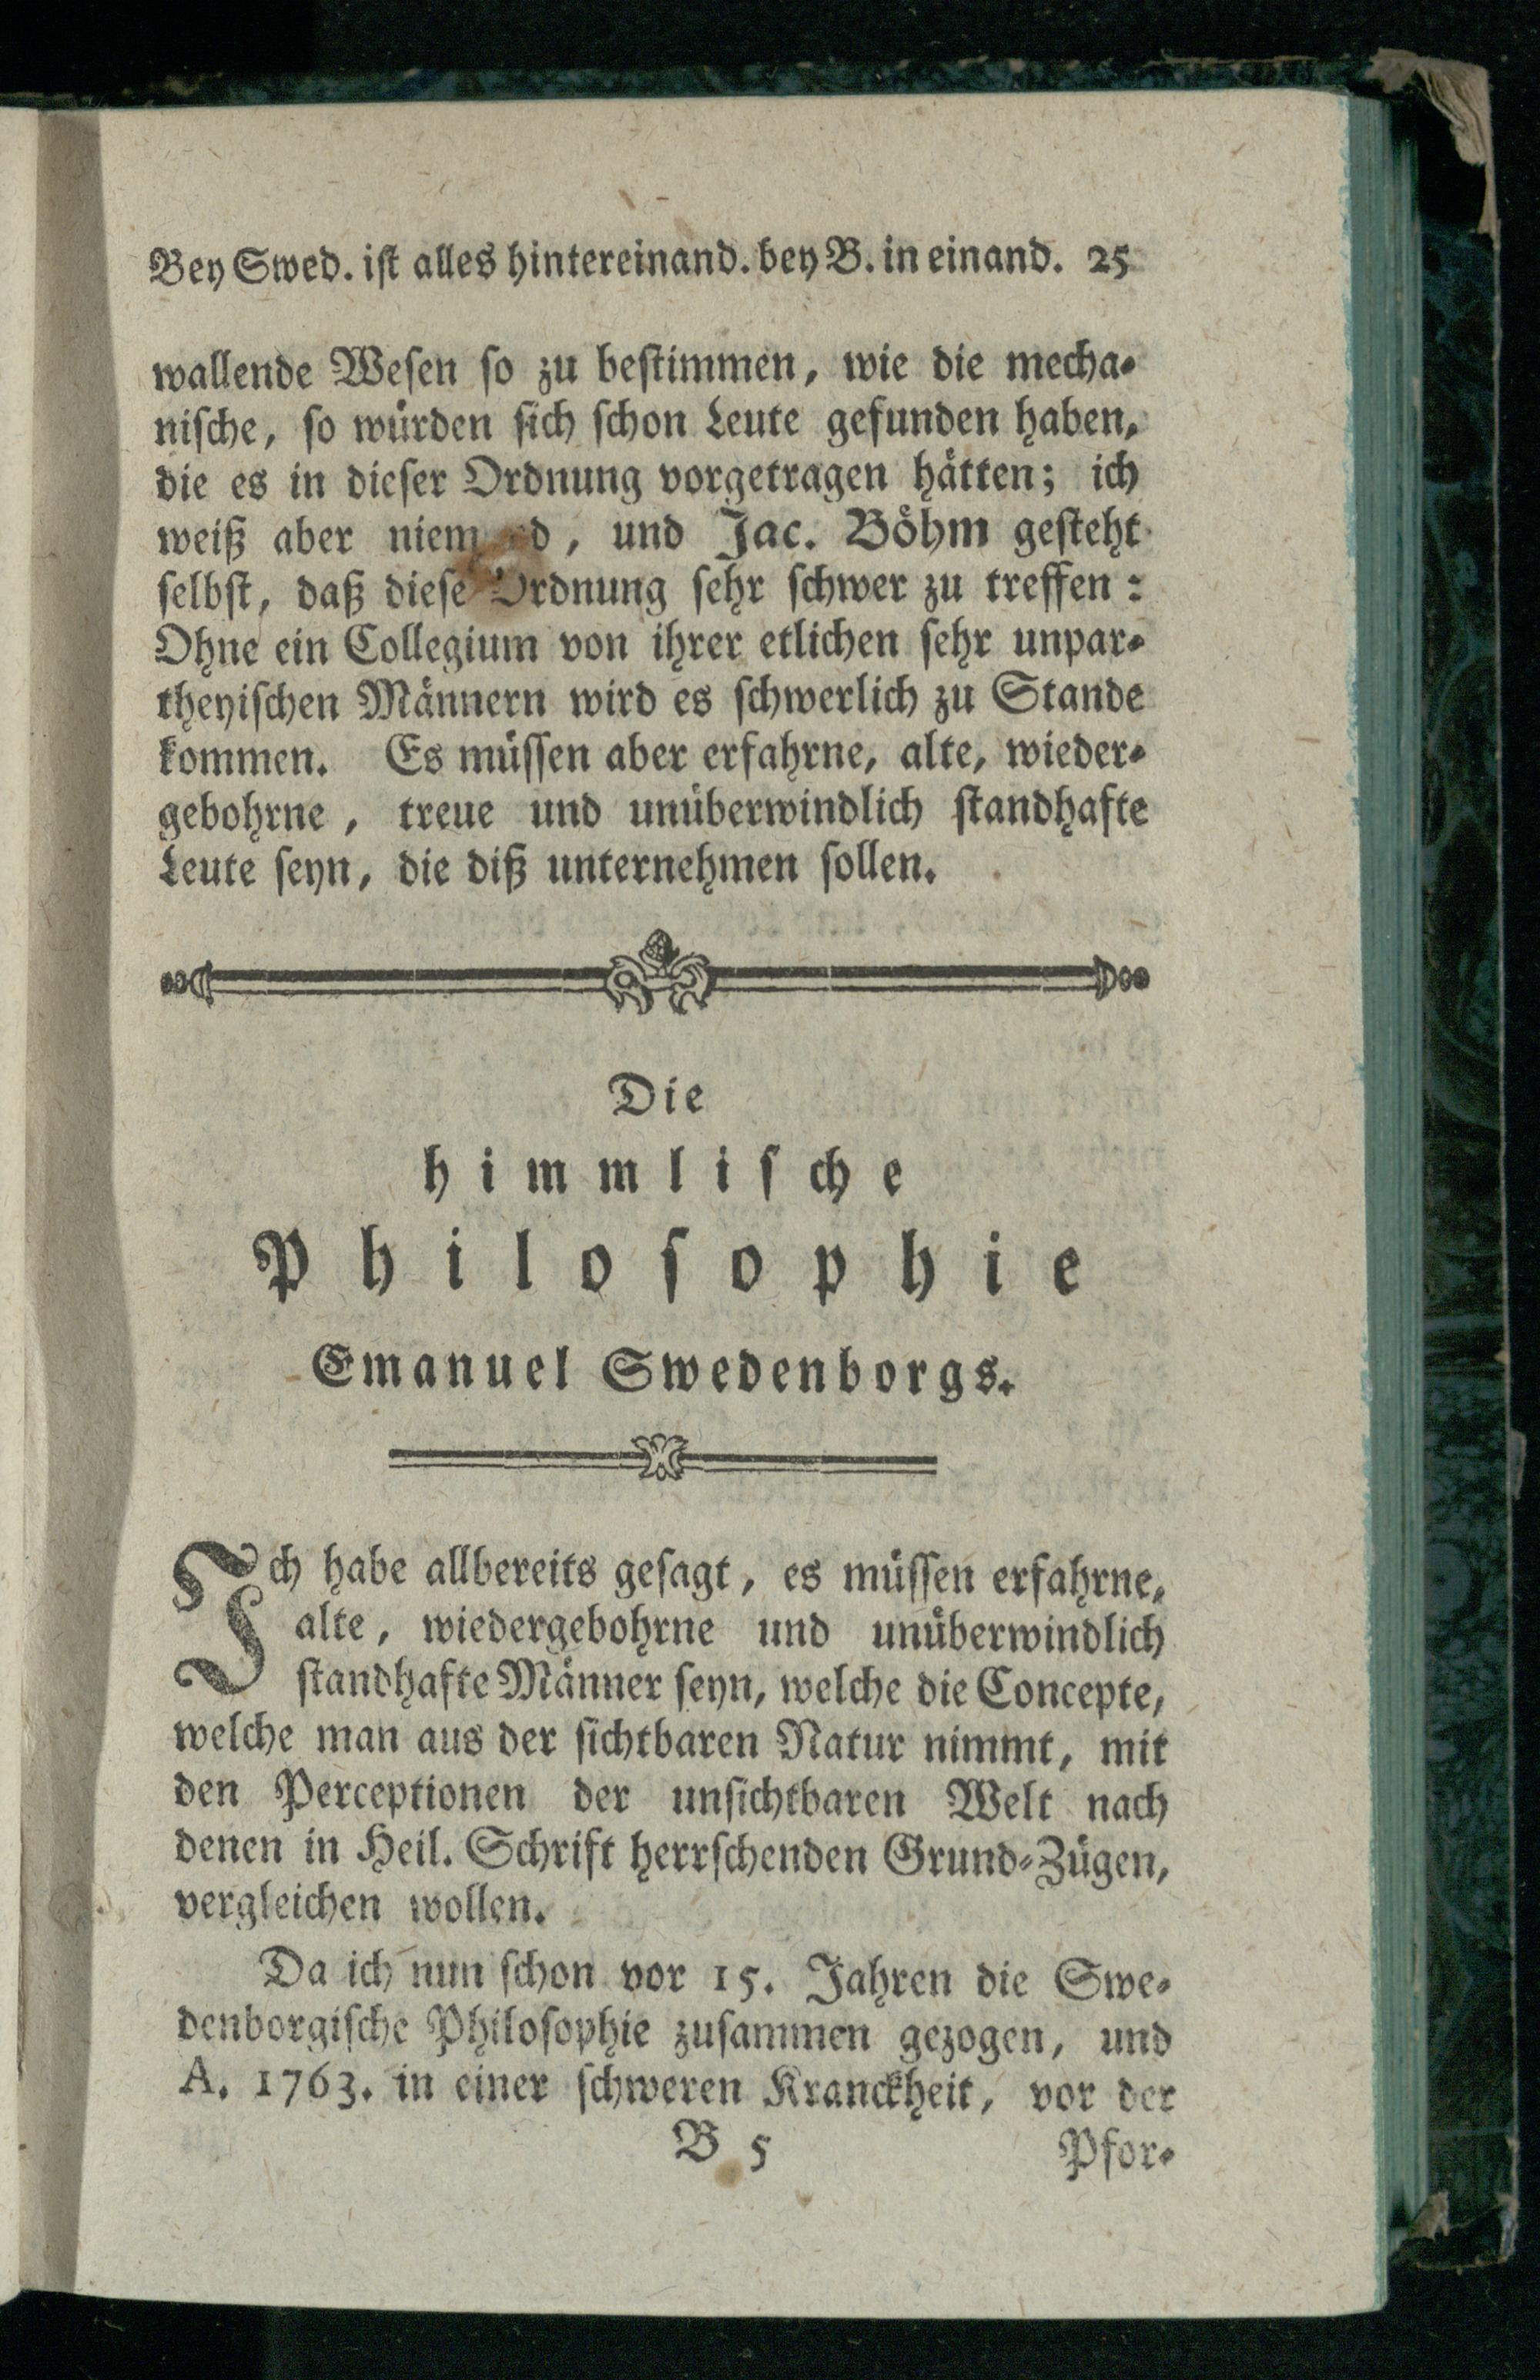 Bey Swed. ist alles hintereinand. bey B. in einand. 25
wallende Wesen so zu bestimmen, wie die mecha-
nische, so würden sich schon Leute gefunden haben,
die es in dieser Ordnung vorgetragen hätten; ich
weiß aber , und Jac. Böhm gesteht
selbst, daß diese Ordnung sehr schwer zu treffen:
Ohne ein Collegium von ihrer etlichen sehr unpar-
theyischen Männern wird es schwerlich zu Stande
kommen. Es müssen aber erfahrne, alte, wieder-
gebohrne, treue und unüberwindlich standhafte
Leute seyn, die diß unternehmen sollen.
Die
himmlische
Philosophie
Emanuel Swedenborgs.
Ich habe allbereits gesagt, es müssen erfahrne,
alte, wiedergebohrne und unüberwindlich
standhafte Männer seyn, welche die Concepte,
welche man aus der sichtbaren Natur nimmt, mit
den Perceptionen der unsichtbaren Welt nach
denen in Heil. Schrift herrschenden Grund-Zügen,
vergleichen wollen.
Da ich nun schon vor 15. Jahren die Swe-
denborgische Philosophie zusammen gezogen, und
A. 1763. in einer schweren Kranckheit, vor der
B 5 Pfor-